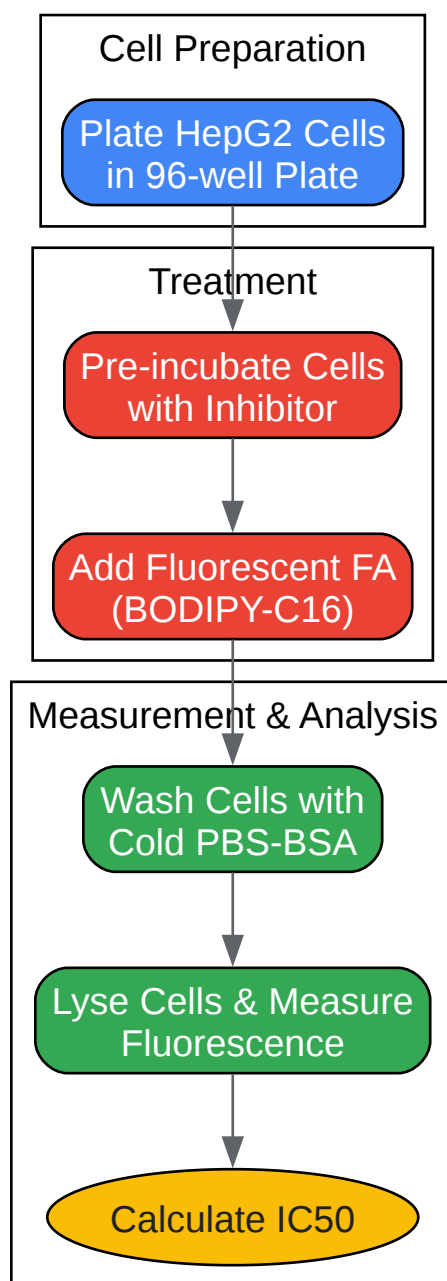 Cell Preparation
Plate HepG2 Cells
in 96-well Plate
Treatment
Pre-incubate Cells
with Inhibitor
Add Fluorescent FA
(BODIPY-C16)
Measurement & Analysis
Wash Cells with
Cold PBS-BSA
Lyse Cells & Measure
Fluorescence
Calculate IC50